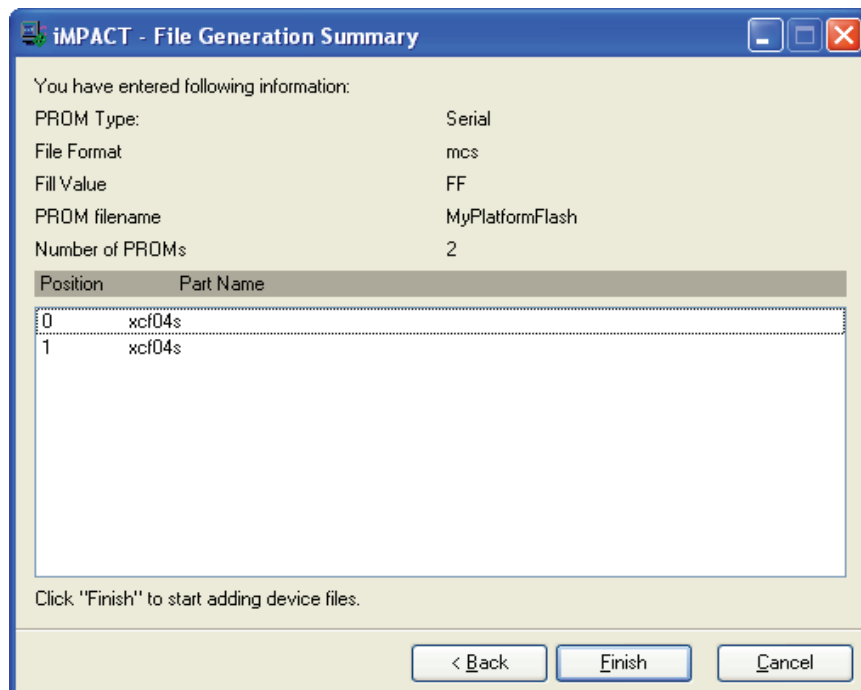 iMPACT - File Generation Summary
You have entered following information:
PROM Type: Serial
File Format mcs
Fill Value FF
PROM filename MyPlatformFlash
Number of PROMs 2
Position Part Name
0 xcf04s
1 xcf04s
Click "Finish" to start adding device files.
< Back Finish Cancel